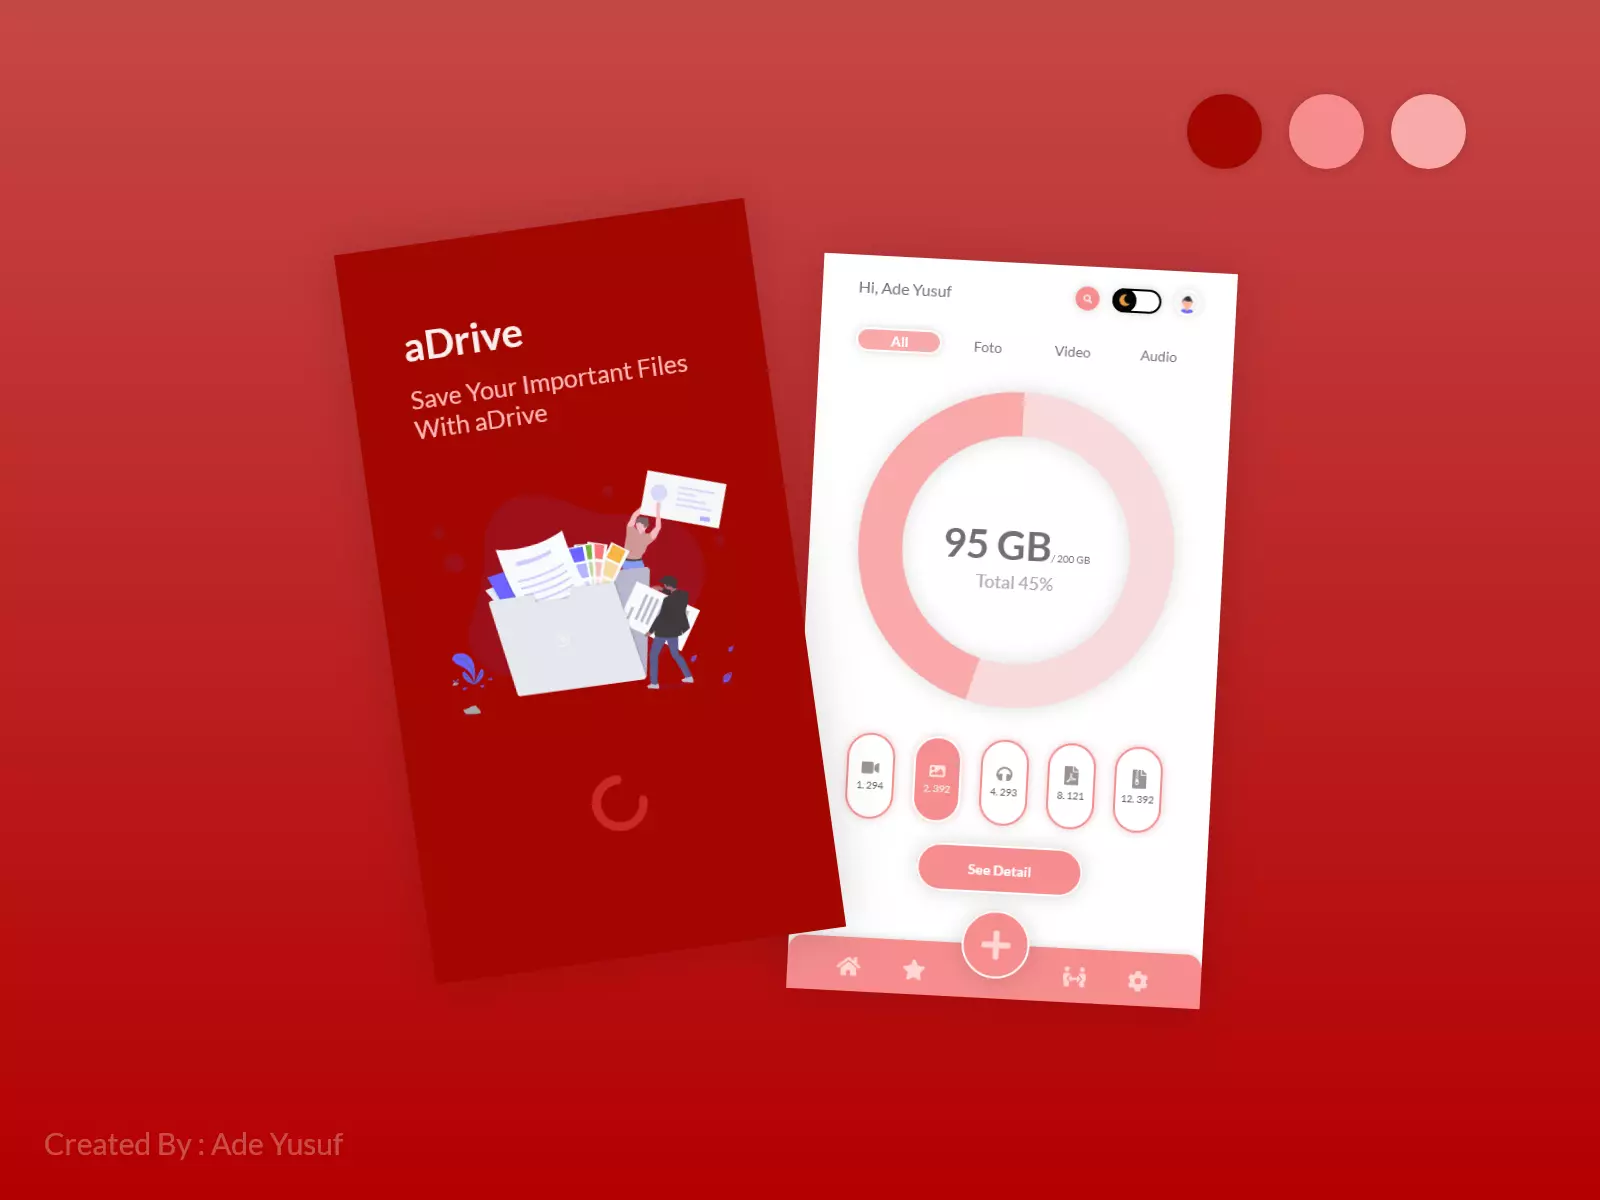 aDrive
Save Your Important Files
With aDrive
Hi, Ade Yusuf
All
Foto
Video
Audio
95 GB/ 200 GB
Total 45%
1. 294
2. 392
4. 293
8. 121
12. 392
See Detail
Created By : Ade Yusuf